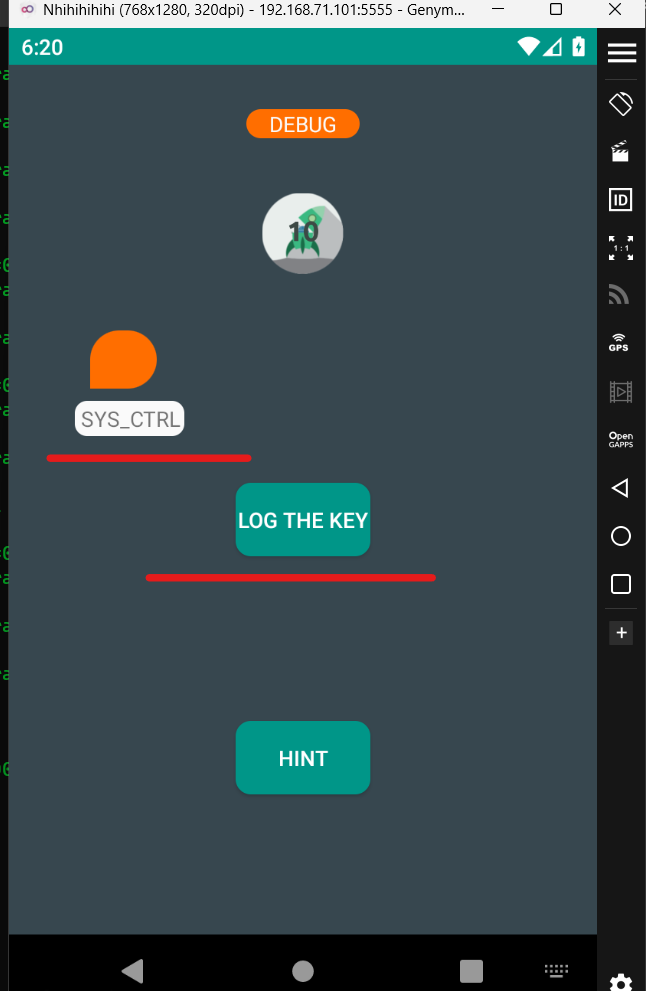 Nhihihihihi (768x1280, 320dpi) - 192.168.71.101:5555 - Genym...
6:20
DEBUG
ID
10
1:1
GPS
SYS_CTRL
Open
GAPPS
LOG THE KEY
HINT